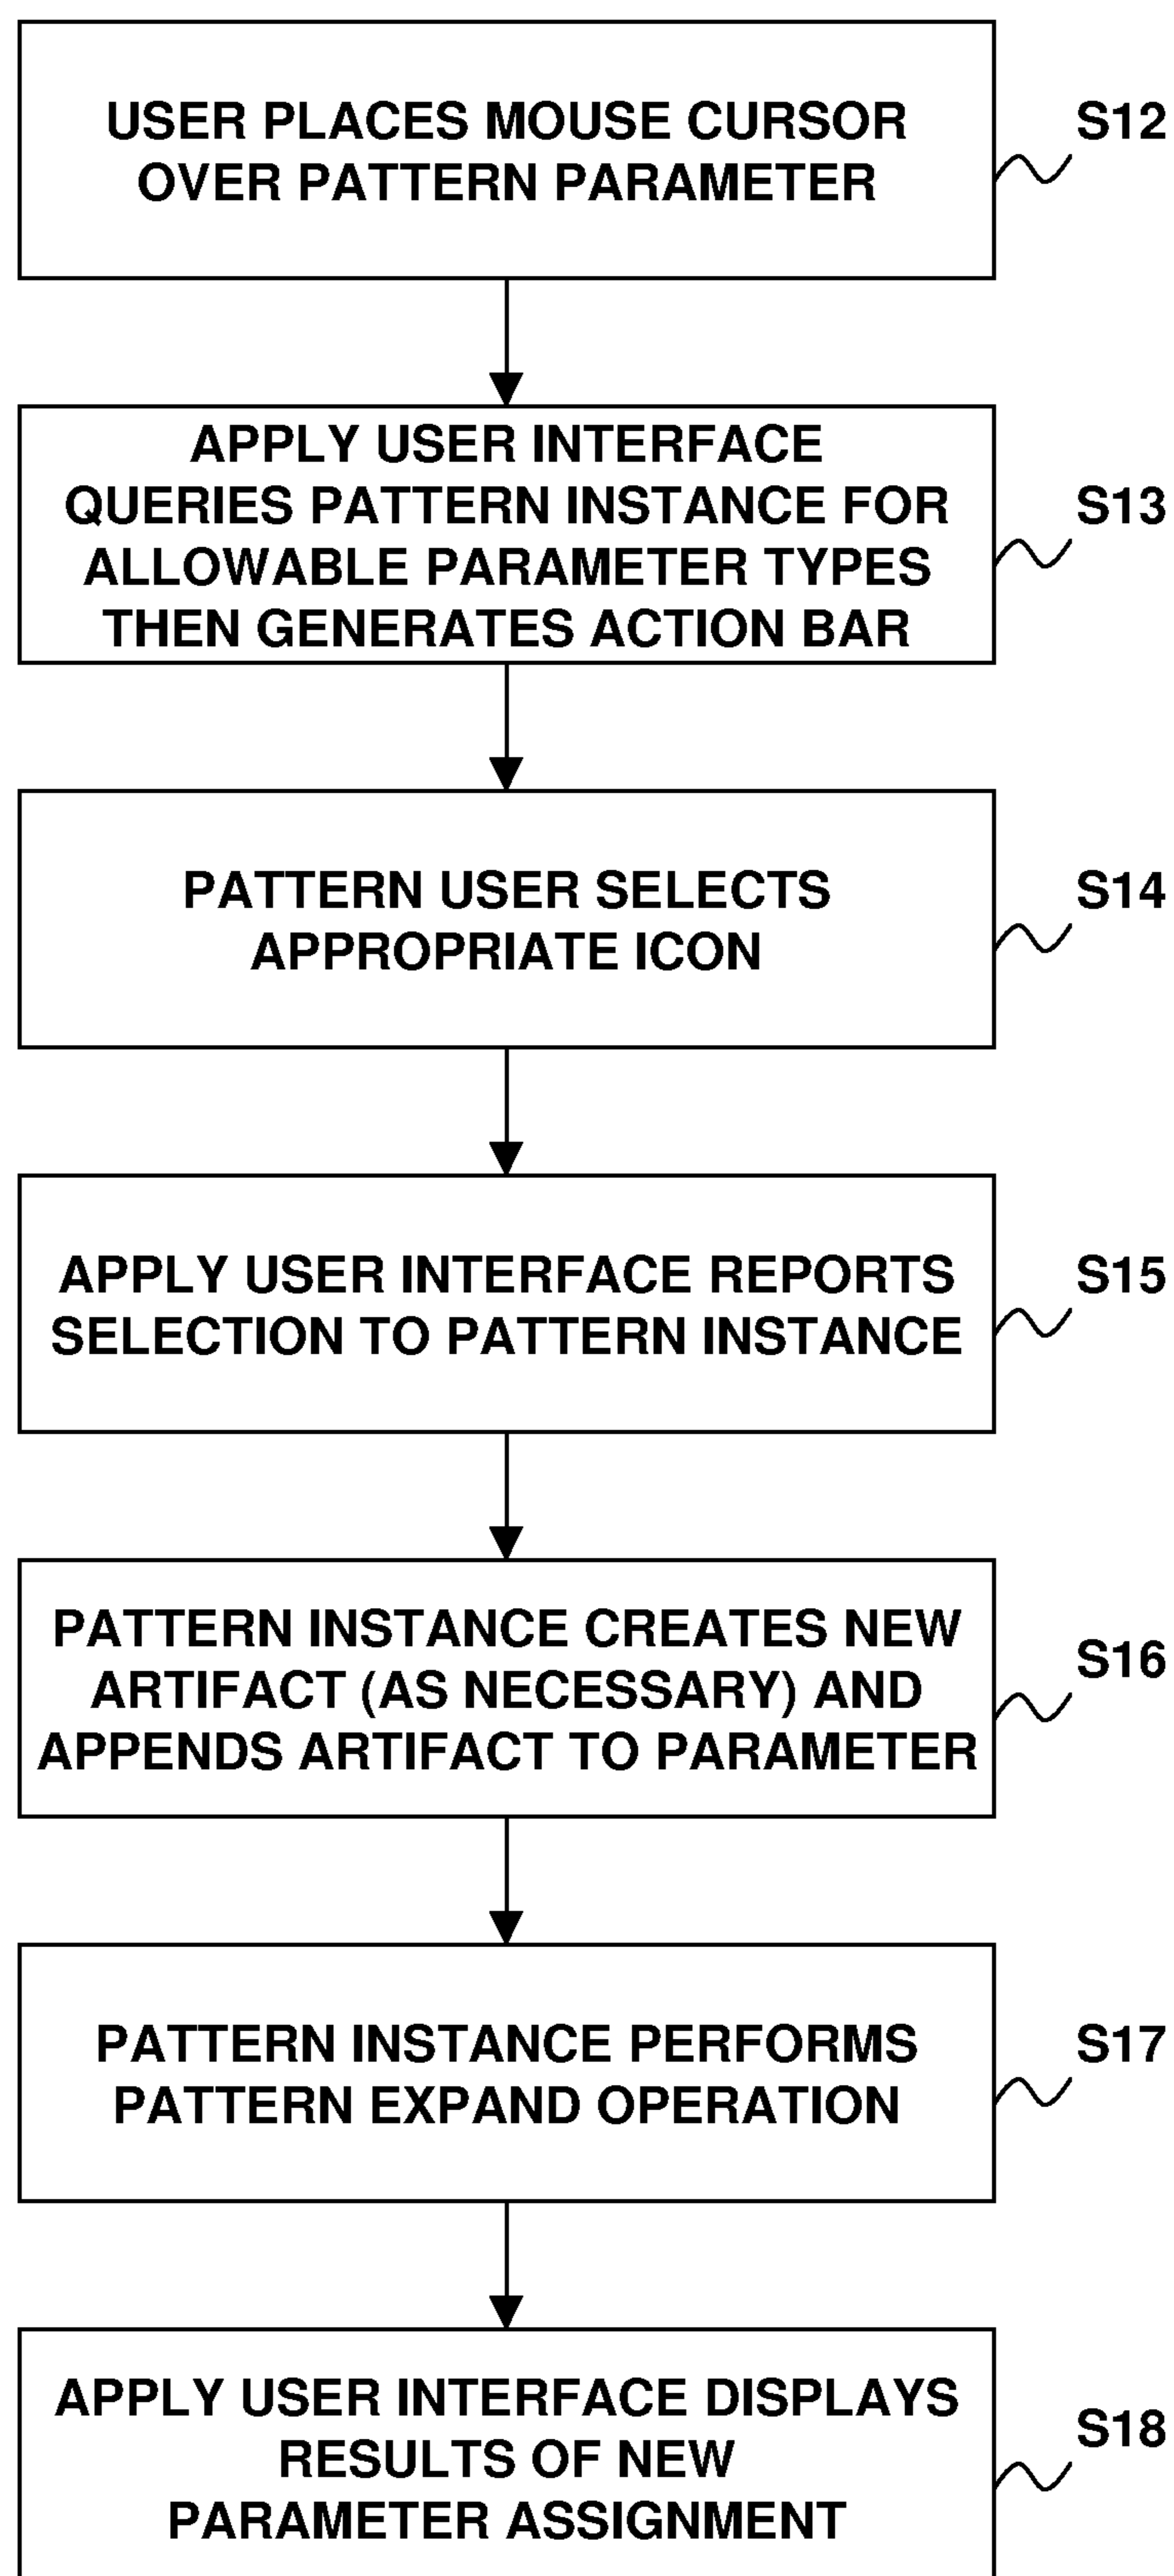 USER PLACES MOUSE CURSOR
OVER PATTERN PARAMETER
S12
APPLY USER INTERFACE
QUERIES PATTERN INSTANCE FOR
ALLOWABLE PARAMETER TYPES
THEN GENERATES ACTION BAR
S13
PATTERN USER SELECTS
APPROPRIATE ICON
S14
APPLY USER INTERFACE REPORTS
SELECTION TO PATTERN INSTANCE
S15
PATTERN INSTANCE CREATES NEW
ARTIFACT (AS NECESSARY) AND
APPENDS ARTIFACT TO PARAMETER
S16
PATTERN INSTANCE PERFORMS
PATTERN EXPAND OPERATION
S17
APPLY USER INTERFACE DISPLAYS
RESULTS OF NEW
PARAMETER ASSIGNMENT
S18